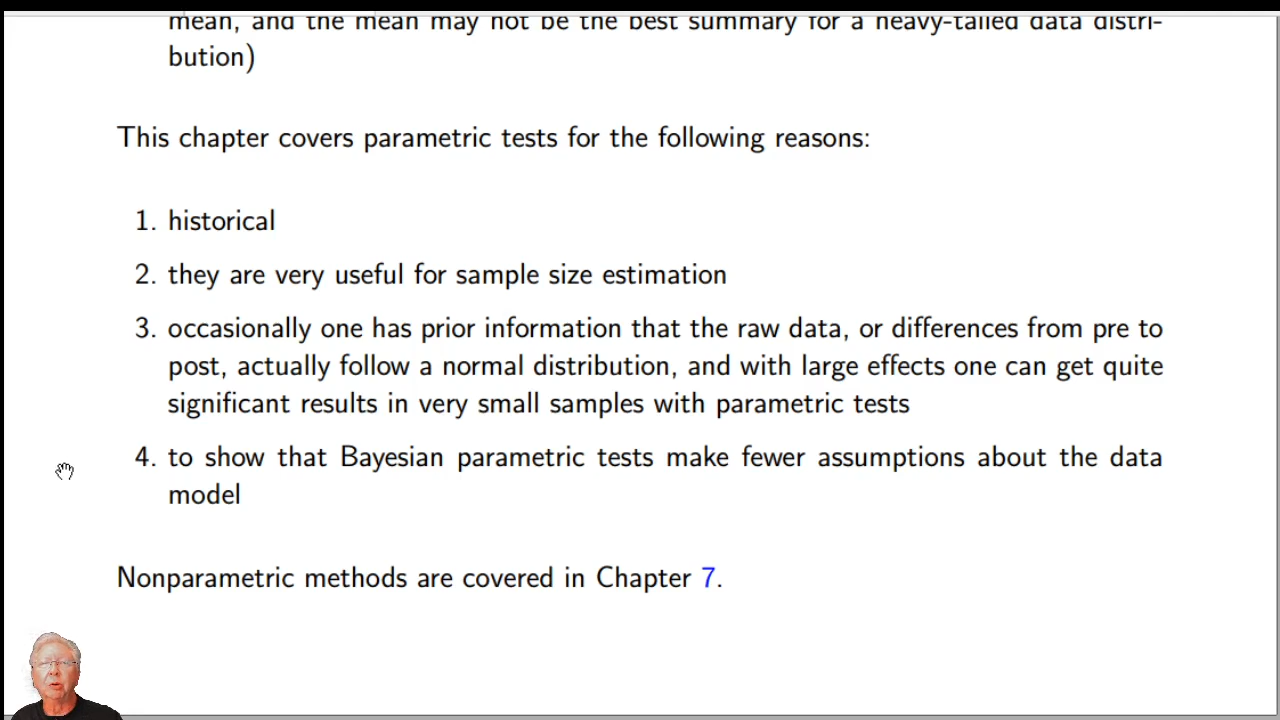 mean, and the mean may not be the best summary for a heavy-tailed data distri-
bution)
This chapter covers parametric tests for the following reasons:
1. historical
2. they are very useful for sample size estimation
3. occasionally one has prior information that the raw data, or differences from pre to
post, actually follow a normal distribution, and with large effects one can get quite
significant results in very small samples with parametric tests
4. to show that Bayesian parametric tests make fewer assumptions about the data
model
Nonparametric methods are covered in Chapter 7.